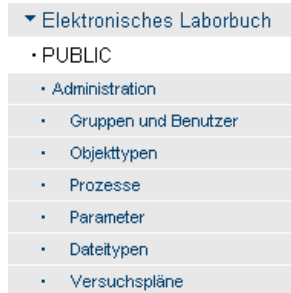 Elektronisches Laborbuch
• PUBLIC
• Administration
• Gruppen und Benutzer
• Objekttypen
• Prozesse
• Parameter
• Dateitypen
• Versuchspläne